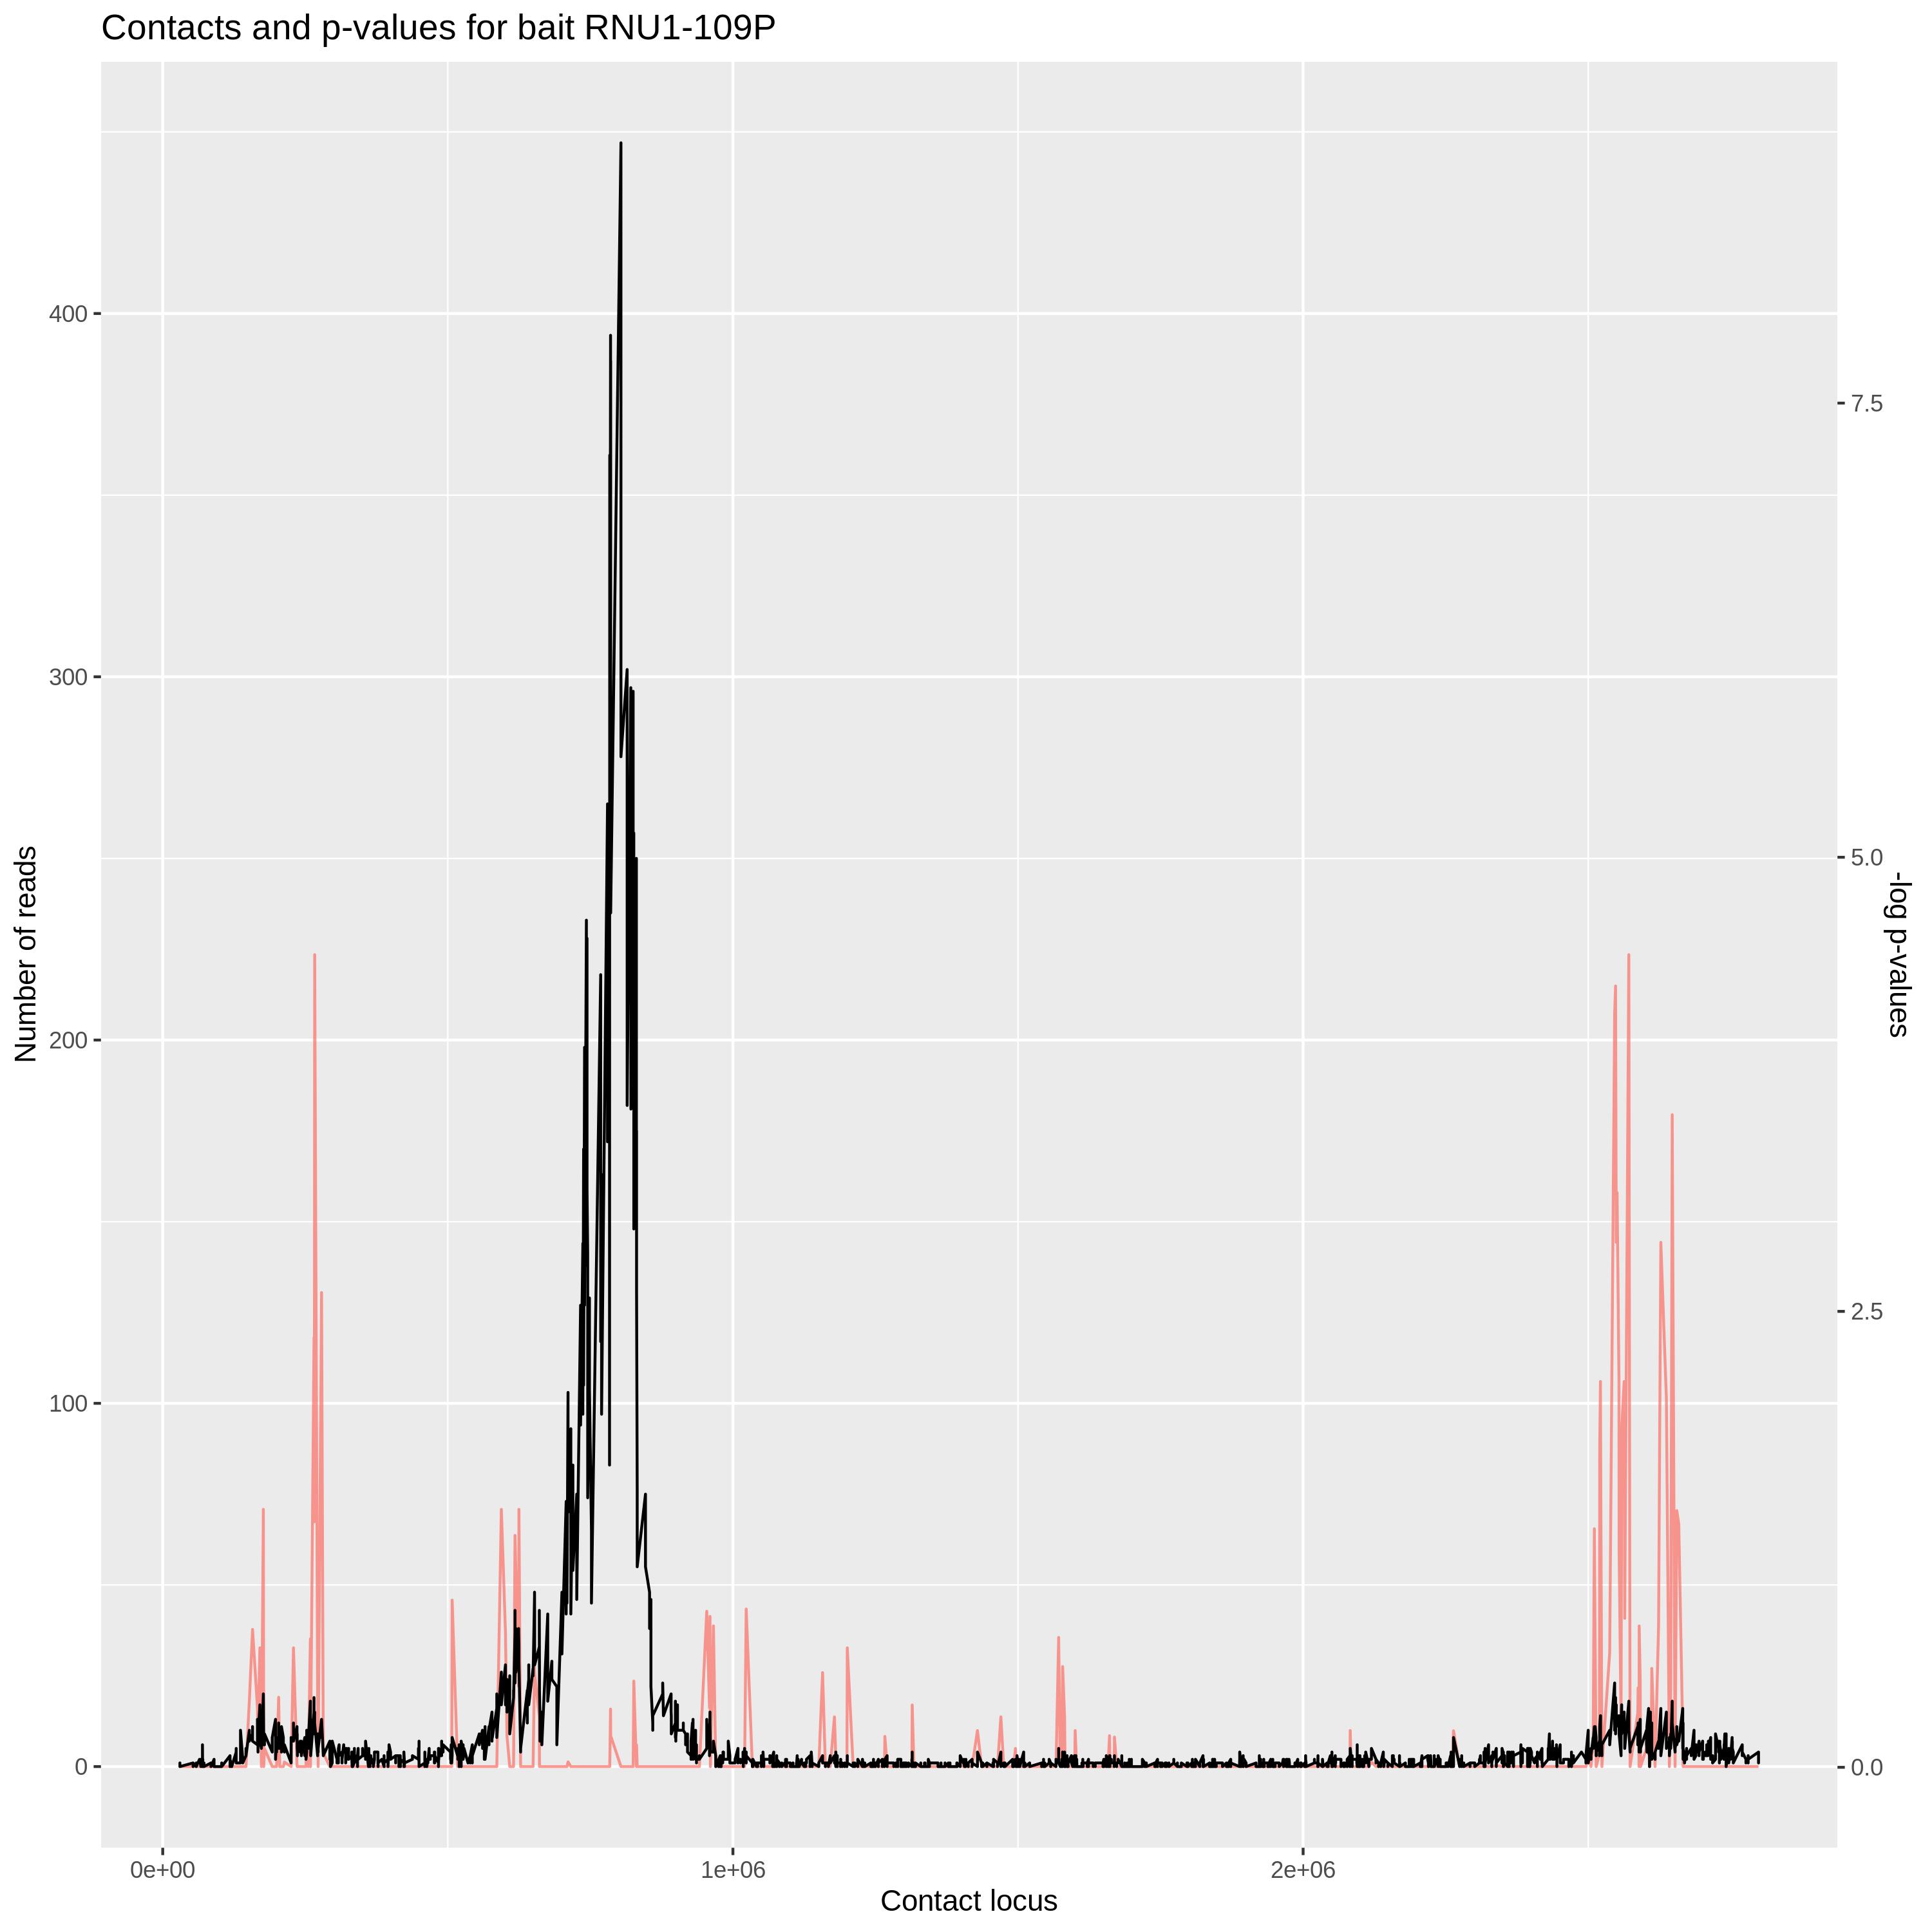 Contacts and p-values for bait RNU1-109P
400
300
200
100
0
7.5
5.0
2.5
0.0
Number of reads
-log p-values
0e+00
1e+06
2e+06
Contact locus